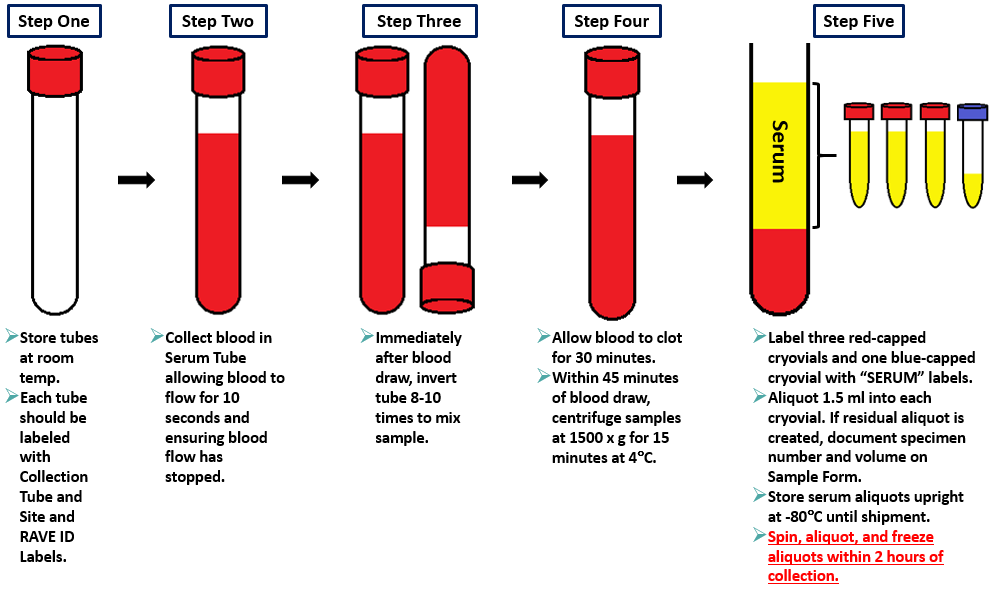 Step One
Step Two
Step Three
Step Four
Step Five
Serum
Store tubes
at room
temp.
Each tube
should be
labeled
with
Collection
Tube and
Site and
RAVE ID
Labels.
Collect blood in
Serum Tube
allowing blood to
flow for 10
seconds and
ensuring blood
flow has
stopped.
Immediately
after blood
draw, invert
tube 8-10
times to mix
sample.
Allow blood to clot
for 30 minutes.
Within 45 minutes
of blood draw,
centrifuge samples
at 1500 x g for 15
minutes at 4°C.
Label three red-capped
cryovials and one blue-capped
cryovial with “SERUM” labels.
Aliquot 1.5 ml into each
cryovial. If residual aliquot is
created, document specimen
number and volume on
Sample Form.
Store serum aliquots upright
at -80°C until shipment.
Spin, aliquot, and freeze
aliquots within 2 hours of
collection.